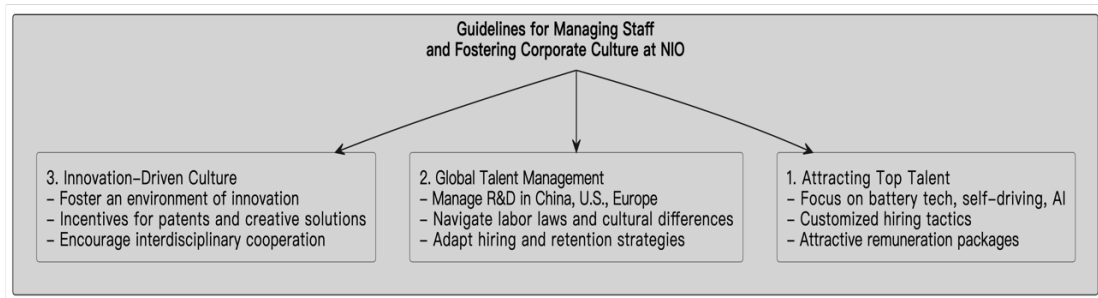 Guidelines for Managing Staff
and Fostering Corporate Culture at NIO
3. Innovation–Driven Culture
– Foster an environment of innovation
– Incentives for patents and creative solutions
– Encourage interdisciplinary cooperation
2. Global Talent Management
– Manage R&D in China, U.S., Europe
– Navigate labor laws and cultural differences
– Adapt hiring and retention strategies
1. Attracting Top Talent
– Focus on battery tech, self–driving, AI
– Customized hiring tactics
– Attractive remuneration packages